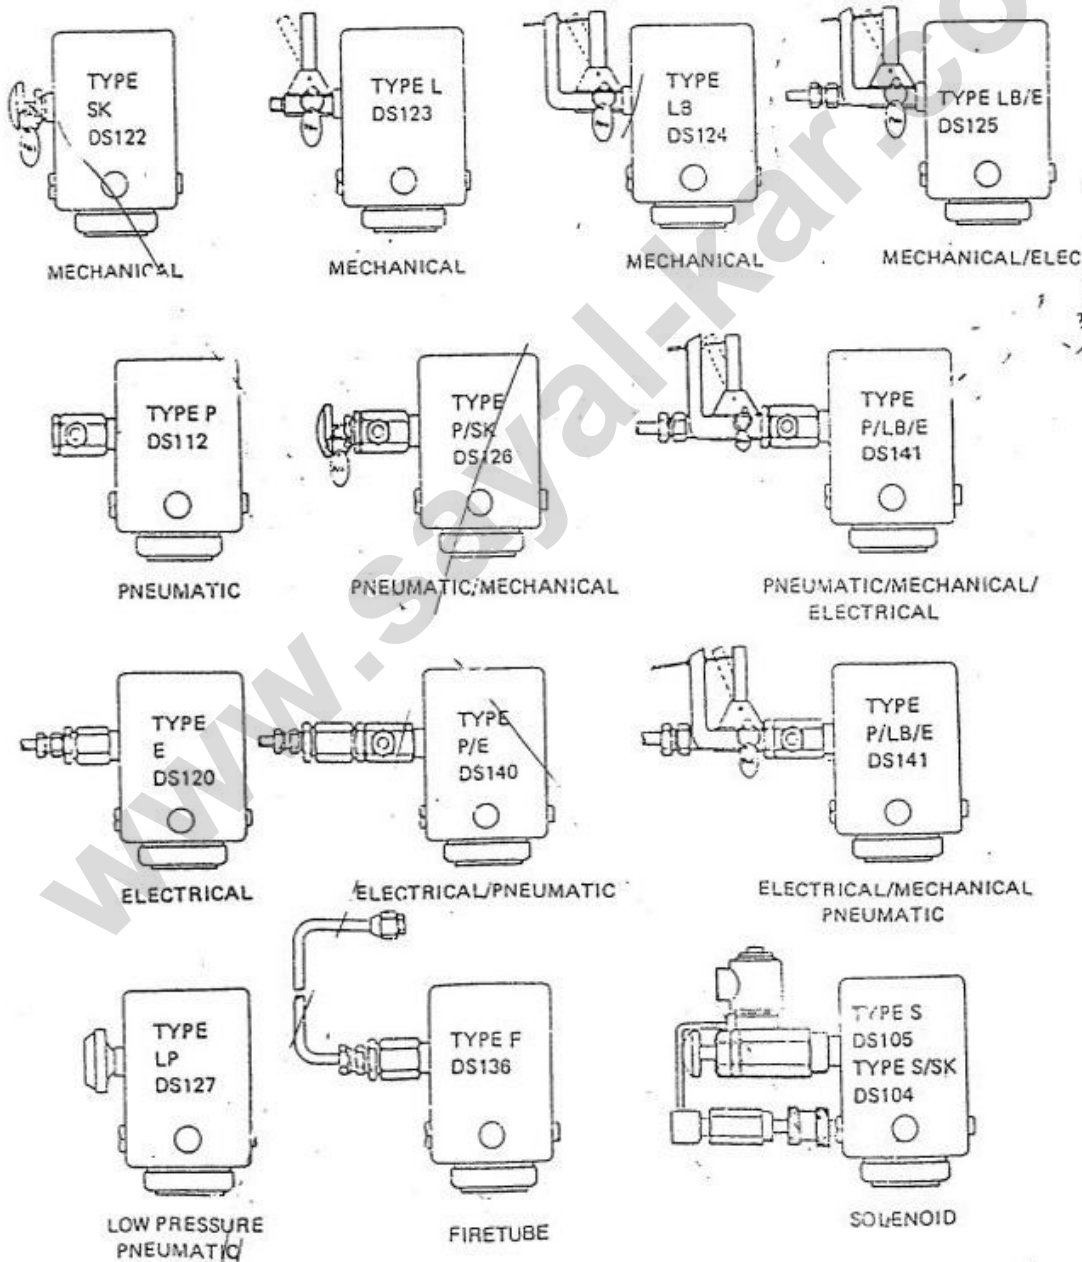 TYPE
SK
DS122
MECHANICAL
TYPE L
DS123
MECHANICAL
TYPE
LB
DS124
MECHANICAL
TYPE LB/E
DS125
MECHANICAL/ELEC
TYPE P
DS112
PNEUMATIC
TYPE
P/SK
DS126
PNEUMATIC/MECHANICAL
TYPE
P/LB/E
DS141
PNEUMATIC/MECHANICAL/
ELECTRICAL
TYPE
E
DS120
ELECTRICAL
TYPE
P/E
DS140
ELECTRICAL/PNEUMATIC
TYPE
P/LB/E
DS141
ELECTRICAL/MECHANICAL
PNEUMATIC
TYPE
LP
DS127
LOW PRESSURE
PNEUMATIC
TYPE F
DS136
FIRETUBE
TYPE S
DS105
TYPE S/SK
DS104
SOLENOID
www.sayal-kar.co